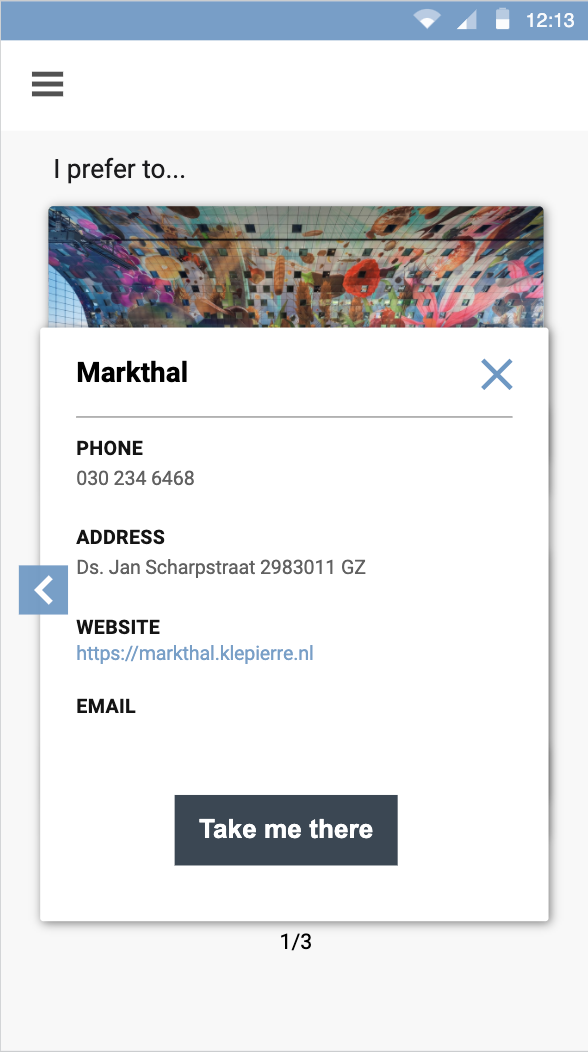 12:13
I prefer to...
Markthal
PHONE
030 234 6468
ADDRESS
Ds. Jan Scharpstraat 2983011 GZ
WEBSITE
https://markthal.klepierre.nl
EMAIL
Take me there
1/3